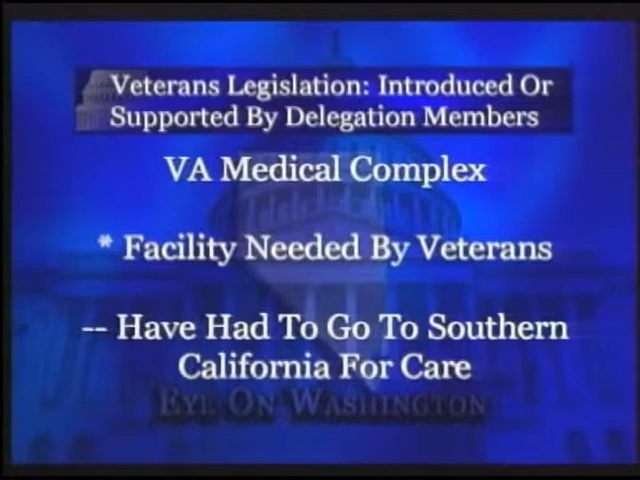 Veterans Legislation: Introduced Or
Supported By Delegation Members
VA Medical Complex
* Facility Needed By Veterans
-- Have Had To Go To Southern
California For Care
EYE ON WASHINGTON